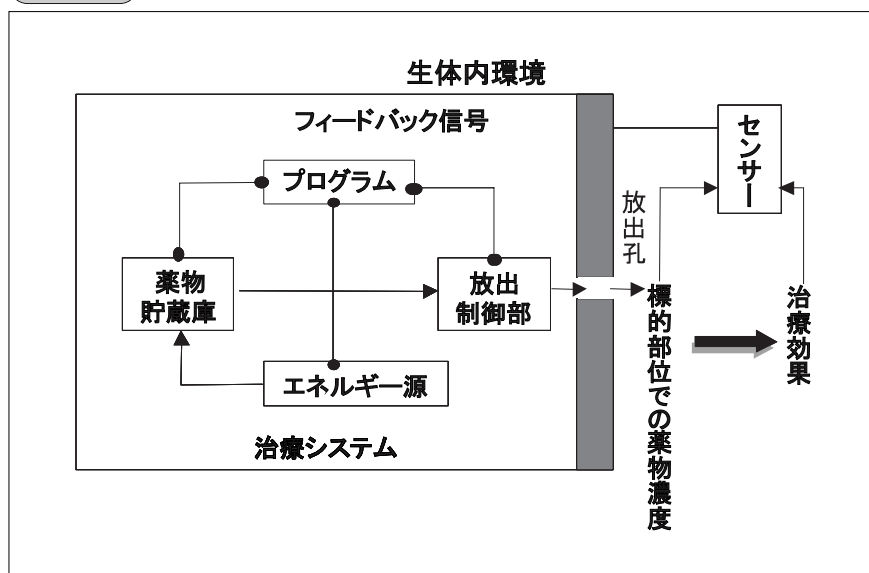 生体内環境
フィードバック信号
センサー
プログラム
放出孔
薬物
貯蔵庫
放出
制御部
標的部位での薬物濃度
治療効果
エネルギー源
治療システム